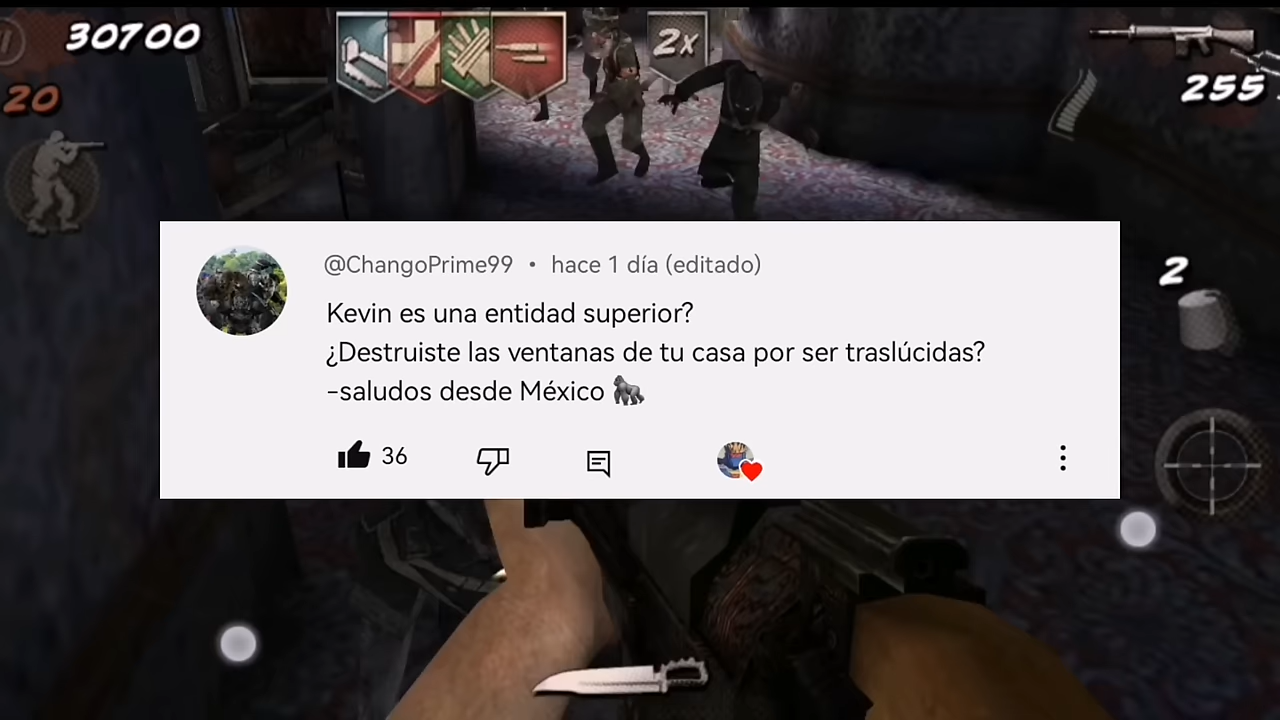 30700
2x
20
255
@ChangoPrime99 • hace 1 día (editado)
Kevin es una entidad superior?
¿Destruiste las ventanas de tu casa por ser traslúcidas?
-saludos desde México 🦍
2
36